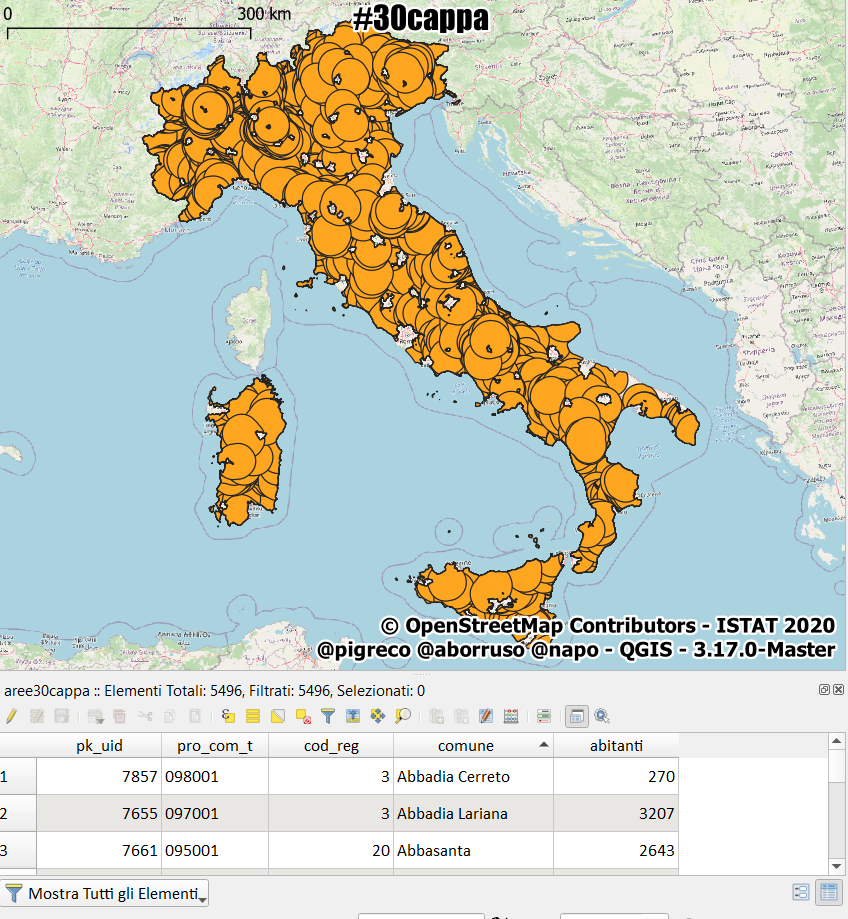 0
300 km
#30cappa
© OpenStreetMap Contributors - ISTAT 2020
@pigreco @aborruso @napo - QGIS - 3.17.0-Master
aree30cappa :: Elementi Totali: 5496, Filtrati: 5496, Selezionati: 0
pk_uid pro_com_t cod_reg comune abitanti
1 7857 098001 3 Abbadia Cerreto 270
2 7655 097001 3 Abbadia Lariana 3207
3 7661 095001 20 Abbasanta 2643
Mostra Tutti gli Elementi